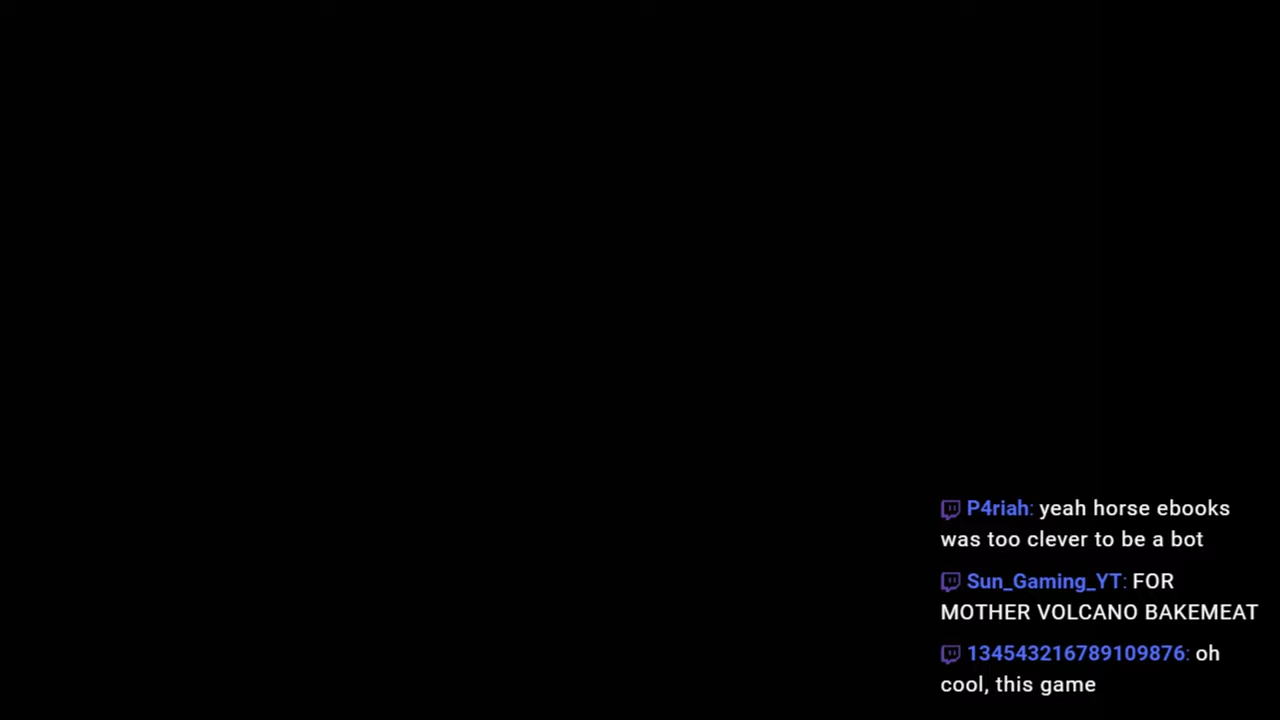 P4riah: yeah horse ebooks
was too clever to be a bot
Sun_Gaming_YT: FOR
MOTHER VOLCANO BAKEMEAT
134543216789109876: oh
cool, this game